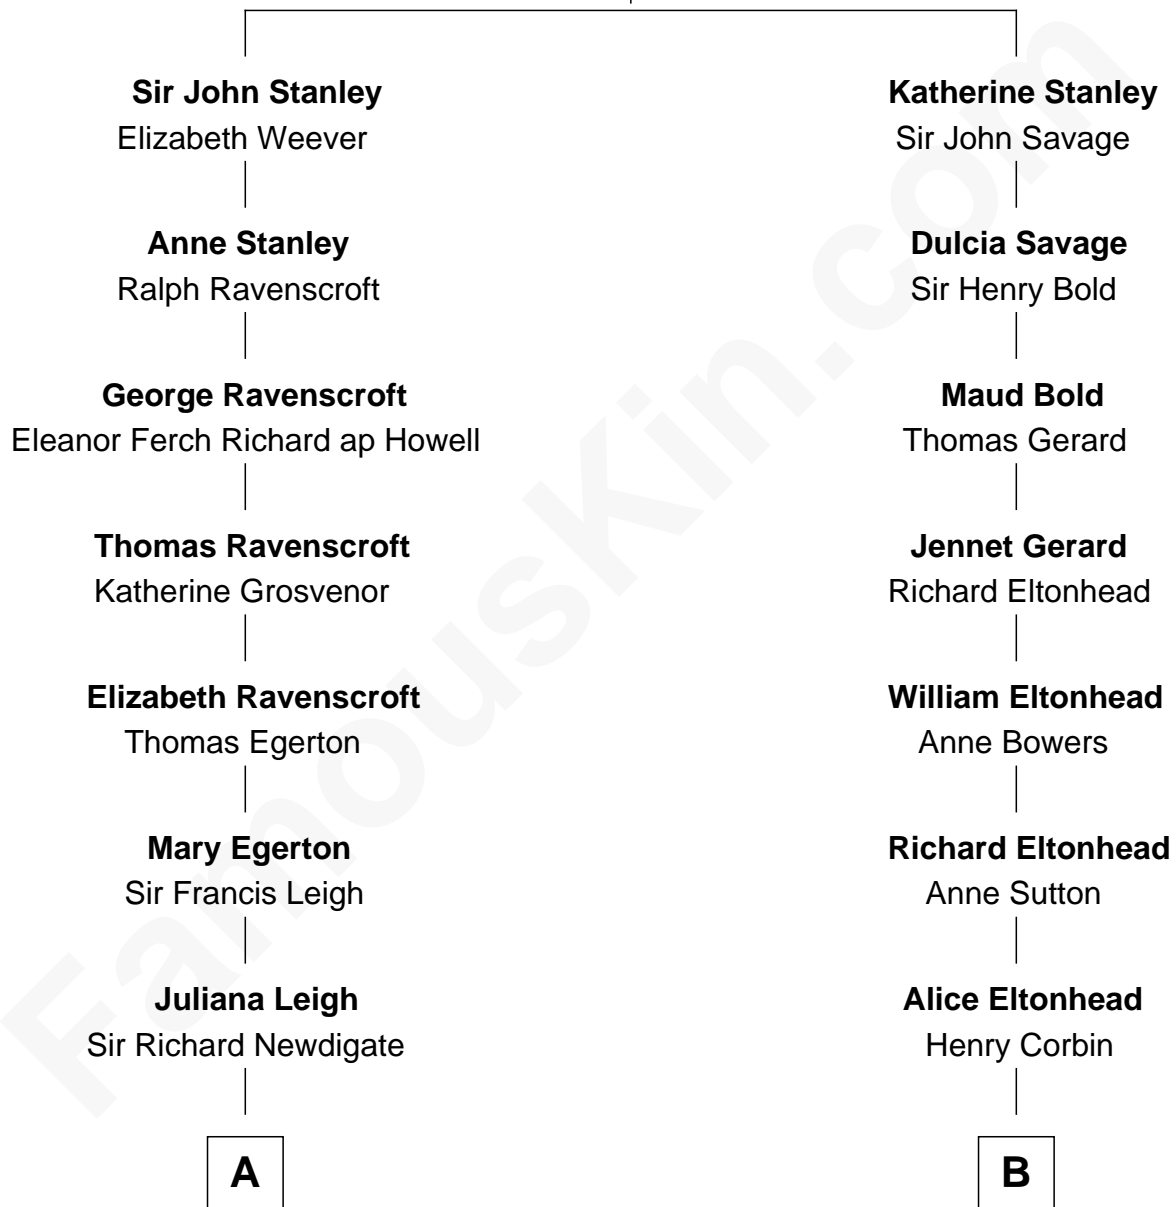 Sir John Stanley
Elizabeth Weever
Katherine Stanley
Sir John Savage
Anne Stanley
Ralph Ravenscroft
Dulcia Savage
Sir Henry Bold
George Ravenscroft
Eleanor Ferch Richard ap Howell
Maud Bold
Thomas Gerard
Thomas Ravenscroft
Katherine Grosvenor
Jennet Gerard
Richard Eltonhead
Elizabeth Ravenscroft
Thomas Egerton
William Eltonhead
Anne Bowers
Mary Egerton
Sir Francis Leigh
Richard Eltonhead
Anne Sutton
Juliana Leigh
Sir Richard Newdigate
Alice Eltonhead
Henry Corbin
A
B
FamousKin.com